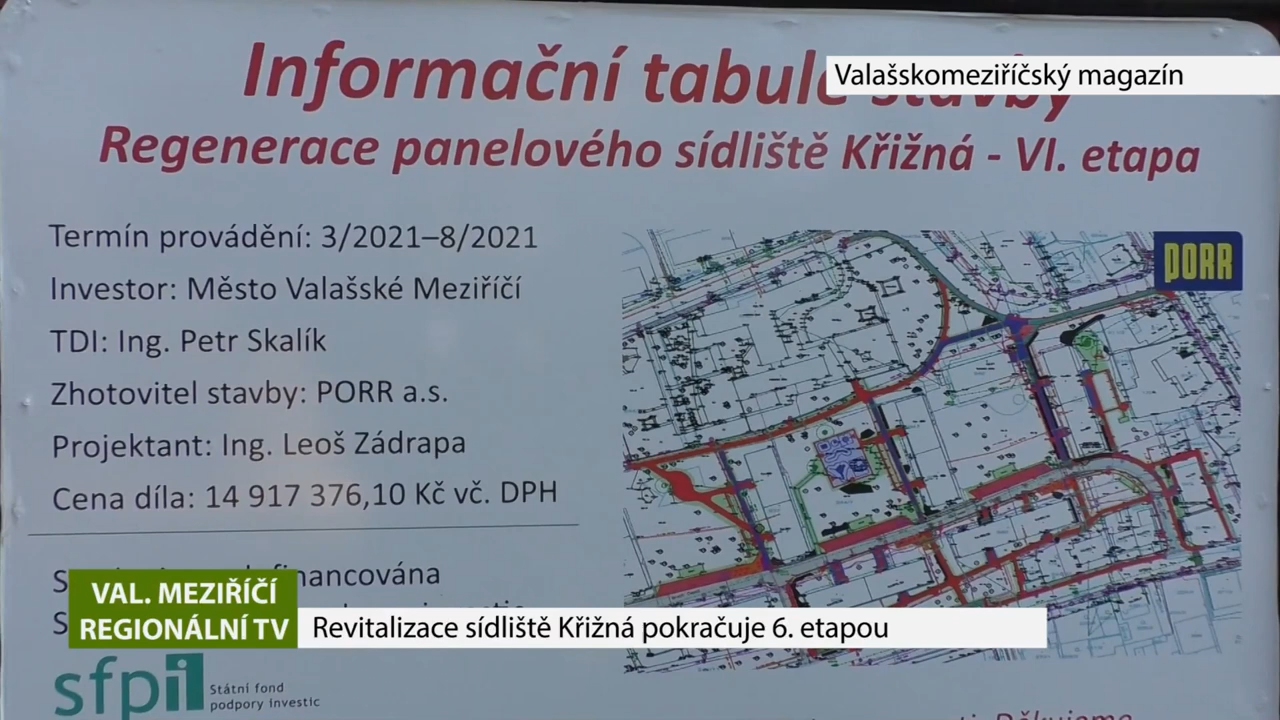 Informační tabule stavby
Valašskomeziříčský magazín
Regenerace panelového sídliště Křižná - VI. etapa
Termín provádění: 3/2021–8/2021
Investor: Město Valašské Meziříčí
TDI: Ing. Petr Skalík
Zhotovitel stavby: PORR a.s.
Projektant: Ing. Leoš Zádrapa
Cena díla: 14 917 376,10 Kč vč. DPH
PORR
financována
VAL. MEZIŘÍČÍ
REGIONÁLNÍ TV
Revitalizace sídliště Křižná pokračuje 6. etapou
sfpi
Státní fond
podpory investic
Děkujeme